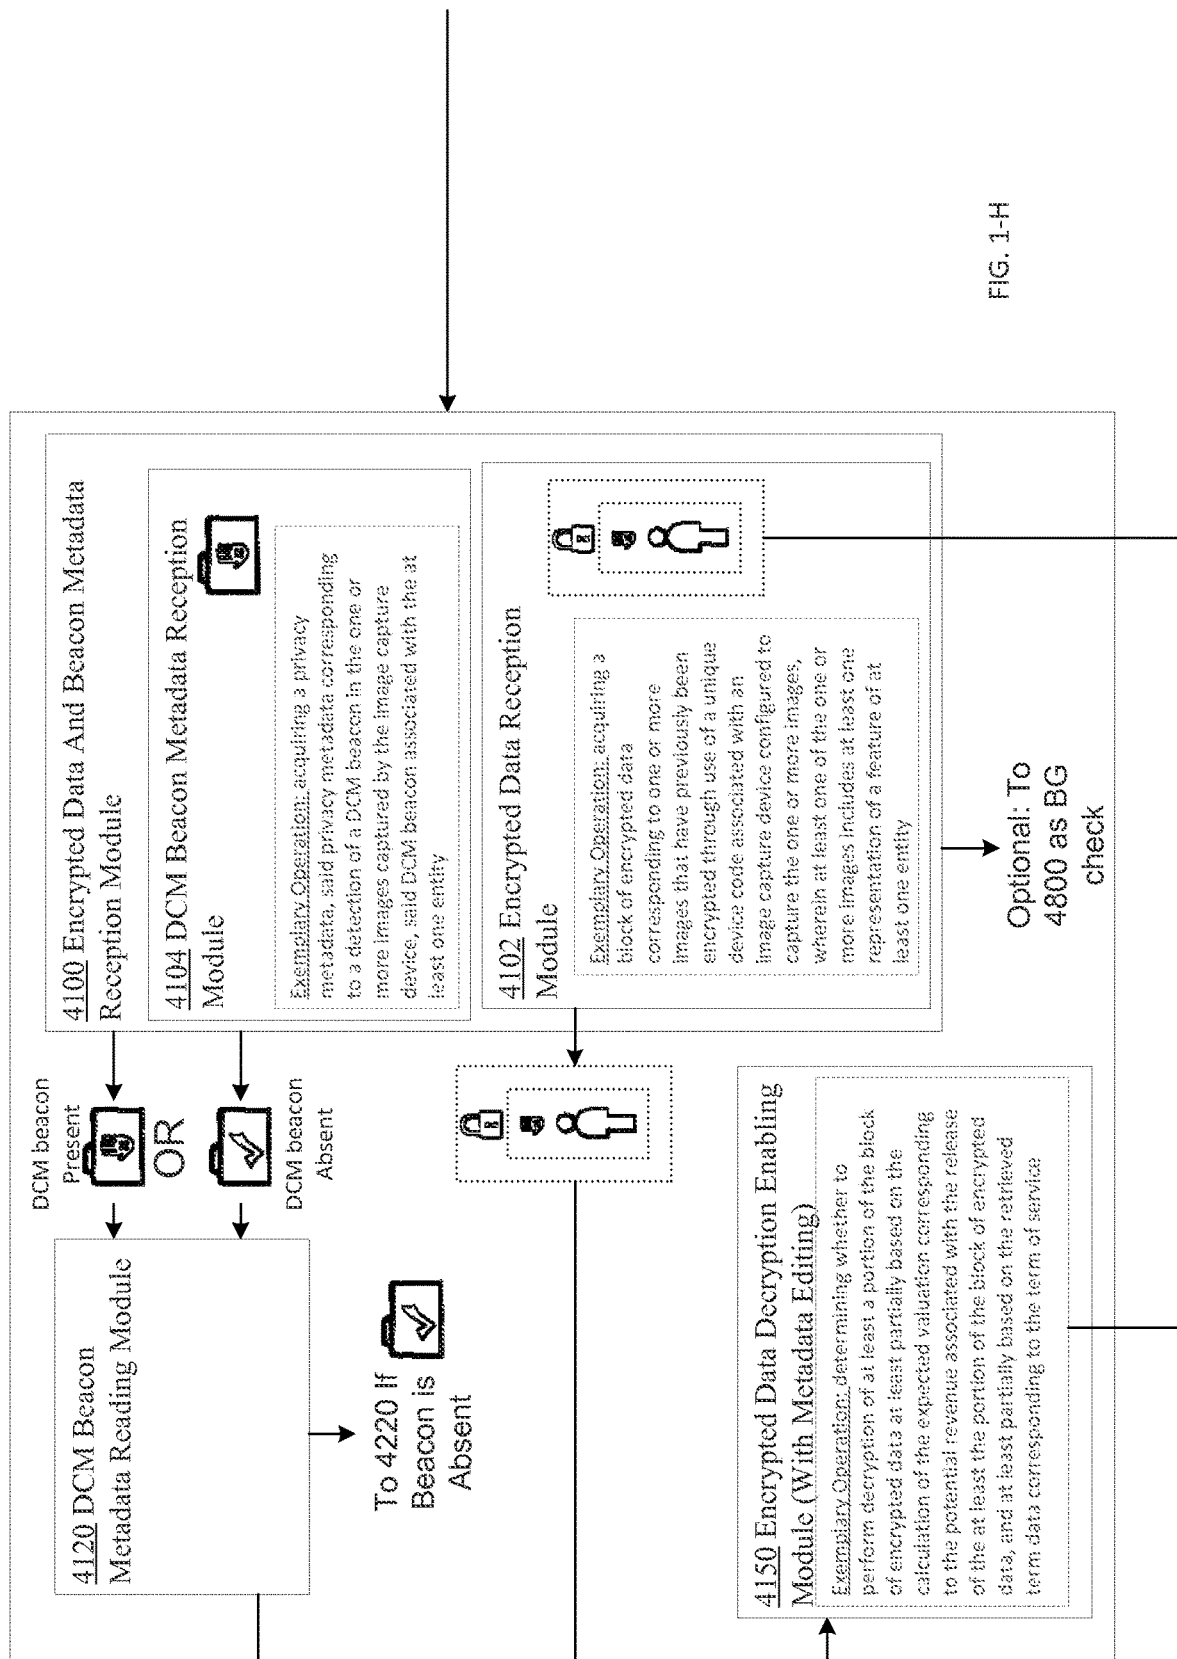 4120 DCM Beacon
Metadata Reading Module
To 4220 If
Beacon is
Absent
DCM beacon
Present
OR
DCM beacon
Absent
4100 Encrypted Data And Beacon Metadata
Reception Module
4104 DCM Beacon Metadata Reception
Module
Exemplary Operation: acquiring a privacy
metadata, said privacy metadata corresponding
to a detection of a DCM beacon in the one or
more images captured by the image capture
device, said DCM beacon associated with the at
least one entity
4102 Encrypted Data Reception
Module
Exemplary Operation: acquiring a
block of encrypted data
corresponding to one or more
images that have previously been
encrypted through use of a unique
device code associated with an
image capture device configured to
capture the one or more images,
wherein at least one of the one or
more images includes at least one
representation of a feature of at
least one entity
Optional: To
4800 as BG
check
4150 Encrypted Data Decryption Enabling
Module (With Metadata Editing)
Exemplary Operation: determining whether to
perform decryption of at least a portion of the block
of encrypted data at least partially based on the
calculation of the expected valuation corresponding
to the potential revenue associated with the release
of the at least the portion of the block of encrypted
data, and at least partially based on the retrieved
term data corresponding to the term of service
FIG. 1-H